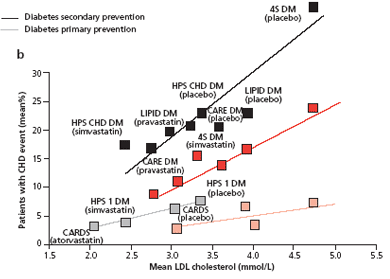 Diabetes secondary prevention
Diabetes primary prevention
b
4S DM
(placebo)
HPS CHD DM
(placebo)
LIPID DM
(placebo)
LIPID DM
(pravastatin)
CARE DM
(placebo)
HPS CHD DM
(simvastatin)
4S DM
(simvastatin)
CARE DM
(pravastatin)
HPS 1 DM
(placebo)
HPS 1 DM
(simvastatin)
CARDS
(placebo)
CARDS
(atorvastatin)
Patients with CHD event (mean%)
30
25
20
15
10
5
0
1.5
2.0
2.5
3.0
3.5
4.0
4.5
5.0
Mean LDL cholesterol (mmol/L)